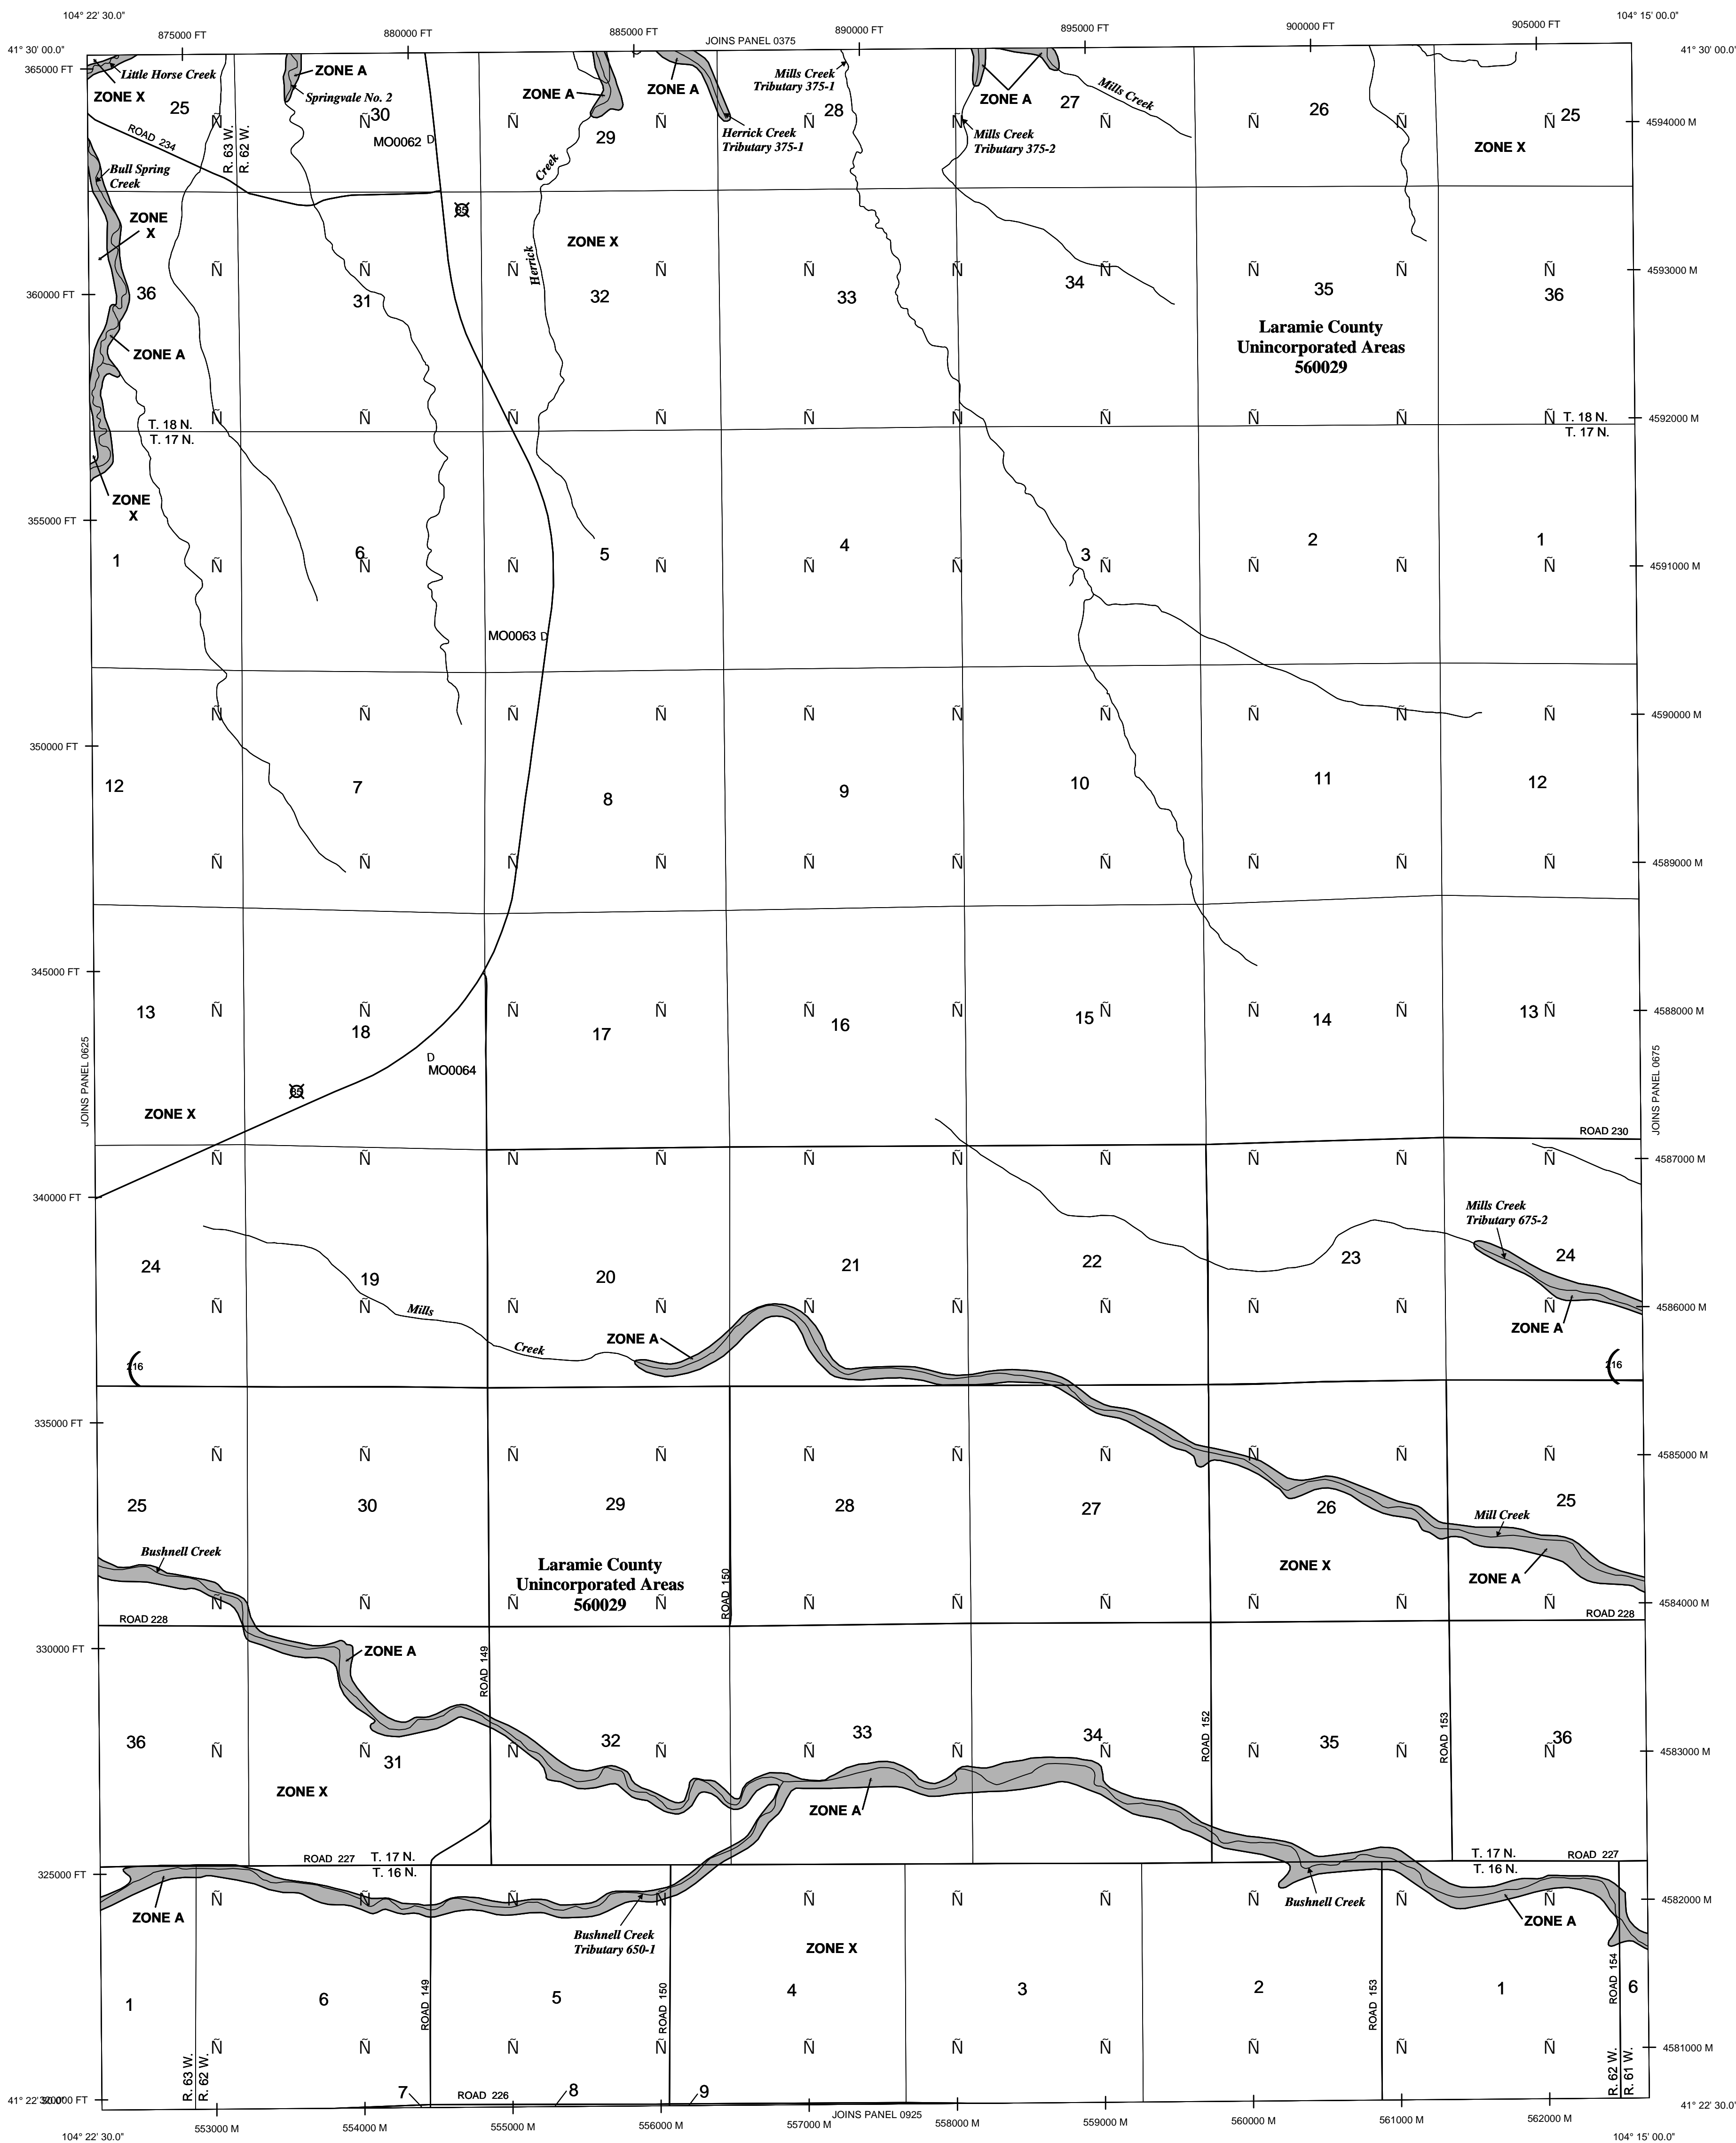 104° 22' 30.0"
104° 15' 00.0"
875000 FT
880000 FT
885000 FT
JOINS PANEL 0375
890000 FT
895000 FT
900000 FT
905000 FT
41° 30' 00.0"
41° 30' 00.0"
365000 FT
Little Horse Creek
ZONE X
25
ZONE A
Springvale No. 2
30
Ñ Ñ Ñ Ñ Ñ Ñ Ñ Ñ Ñ Ñ
ROAD 234
R. 63 W.
R. 62 W.
MO0062 D
ZONE A
29
ZONE A
Herrick Creek
Tributary 375-1
Mills Creek
Tributary 375-1
28
ZONE A
27
Mills Creek
Mills Creek
Tributary 375-2
26
25
ZONE X
4594000 M
Bull Spring
Creek
ZONE
X
85
Creek
Herrick
ZONE X
Ñ Ñ Ñ Ñ Ñ Ñ Ñ Ñ Ñ Ñ
4593000 M
360000 FT
36
31
32
33
34
35
36
Laramie County
Unincorporated Areas
560029
ZONE A
Ñ Ñ Ñ Ñ Ñ Ñ Ñ Ñ Ñ Ñ
T. 18 N.
T. 17 N.
T. 18 N.
T. 17 N.
4592000 M
ZONE
X
355000 FT
1
6
5
4
3
2
1
Ñ Ñ Ñ Ñ Ñ Ñ Ñ Ñ Ñ Ñ
4591000 M
MO0063 D
Ñ Ñ Ñ Ñ Ñ Ñ Ñ Ñ Ñ Ñ
4590000 M
350000 FT
12
7
8
9
10
11
12
Ñ Ñ Ñ Ñ Ñ Ñ Ñ Ñ Ñ Ñ
4589000 M
345000 FT
13
18
17
16
15
14
13
Ñ Ñ Ñ Ñ Ñ Ñ Ñ Ñ Ñ Ñ
4588000 M
JOINS PANEL 0625
JOINS PANEL 0675
D
MO0064
85
ZONE X
ROAD 230
Ñ Ñ Ñ Ñ Ñ Ñ Ñ Ñ Ñ Ñ
4587000 M
340000 FT
Mills Creek
Tributary 675-2
24
19
20
21
22
23
24
Ñ Ñ Ñ Ñ Ñ Ñ Ñ Ñ Ñ Ñ
4586000 M
Mills
Creek
ZONE A
ZONE A
216
216
335000 FT
Ñ Ñ Ñ Ñ Ñ Ñ Ñ Ñ Ñ Ñ
4585000 M
25
30
29
28
27
26
25
Mill Creek
Bushnell Creek
Laramie County
Unincorporated Areas
560029
ROAD 150
ZONE X
ZONE A
Ñ Ñ Ñ Ñ Ñ Ñ Ñ Ñ Ñ Ñ
4584000 M
ROAD 228
ROAD 228
330000 FT
ZONE A
ROAD 149
36
31
32
33
34
35
36
ROAD 152
ROAD 153
Ñ Ñ Ñ Ñ Ñ Ñ Ñ Ñ Ñ Ñ
4583000 M
ZONE X
ZONE A
ROAD 227
T. 17 N.
T. 16 N.
T. 17 N.
T. 16 N.
ROAD 227
325000 FT
Ñ Ñ Ñ Ñ Ñ Ñ Ñ Ñ Ñ
4582000 M
ZONE A
Bushnell Creek
Tributary 650-1
ZONE X
Bushnell Creek
ZONE A
1
6
5
4
3
2
1
6
ROAD 149
ROAD 150
ROAD 153
ROAD 154
Ñ Ñ Ñ Ñ Ñ Ñ Ñ Ñ Ñ Ñ
4581000 M
R. 63 W.
R. 62 W.
R. 62 W.
R. 61 W.
7
ROAD 226
8
9
JOINS PANEL 0925
320000 FT
41° 22' 30.0"
41° 22' 30.0"
553000 M
554000 M
555000 M
556000 M
557000 M
558000 M
559000 M
560000 M
561000 M
562000 M
104° 22' 30.0"
104° 15' 00.0"